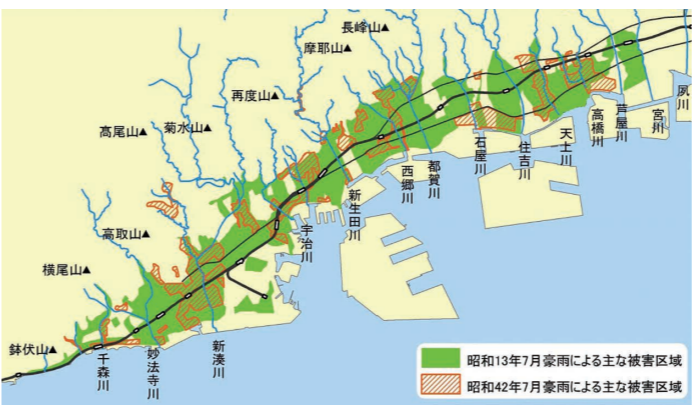 長峰山▲
摩耶山▲
再度山▲
菊水山▲
高尾山▲
高取山▲
横尾山▲
鉢伏山▲
夙川
宮川
芦屋川
高橋川
天士川
住吉川
石屋川
都賀川
西郷川
新生田川
宇治川
新湊川
妙法寺川
千森川
昭和13年7月豪雨による主な被害区域
昭和42年7月豪雨による主な被害区域